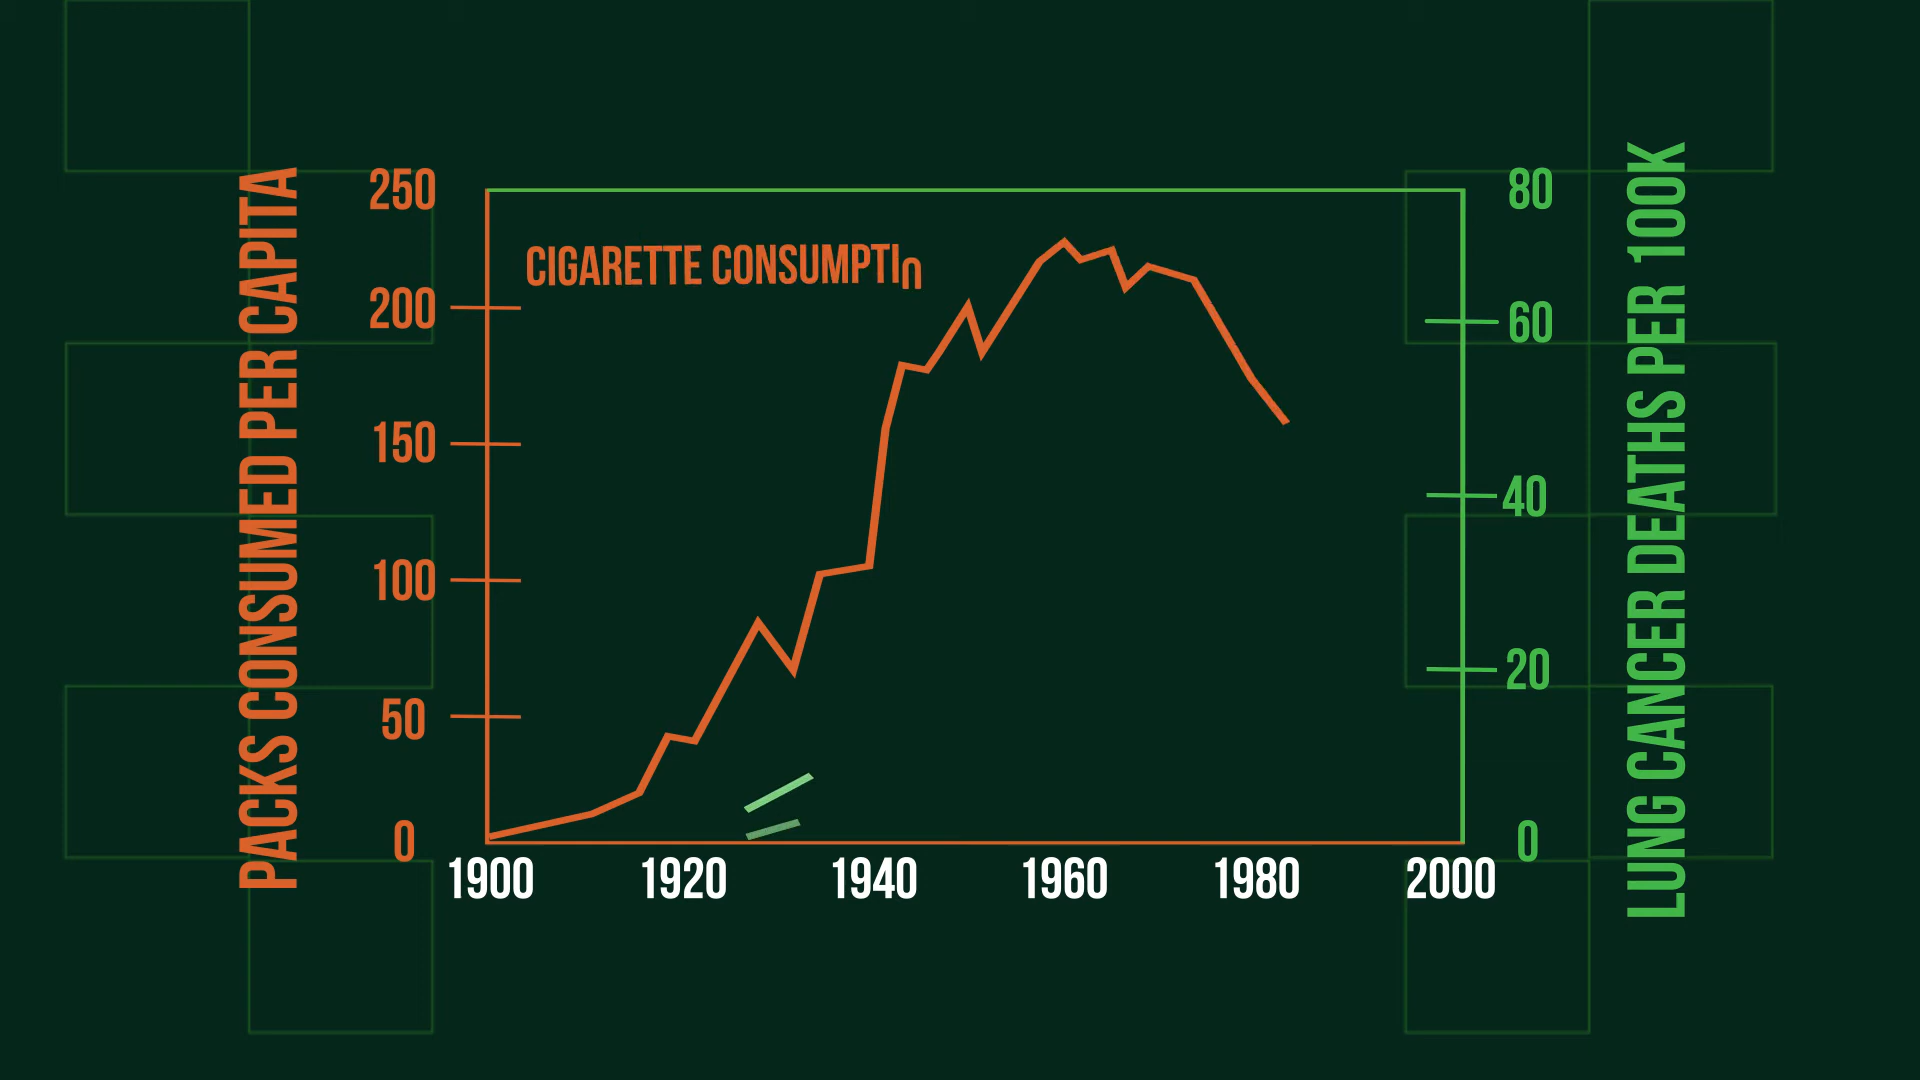 PACKS CONSUMED PER CAPITA
250
200
150
100
50
0
CIGARETTE CONSUMPTIn
80
60
40
20
0
LUNG CANCER DEATHS PER 100K
1900 1920 1940 1960 1980 2000